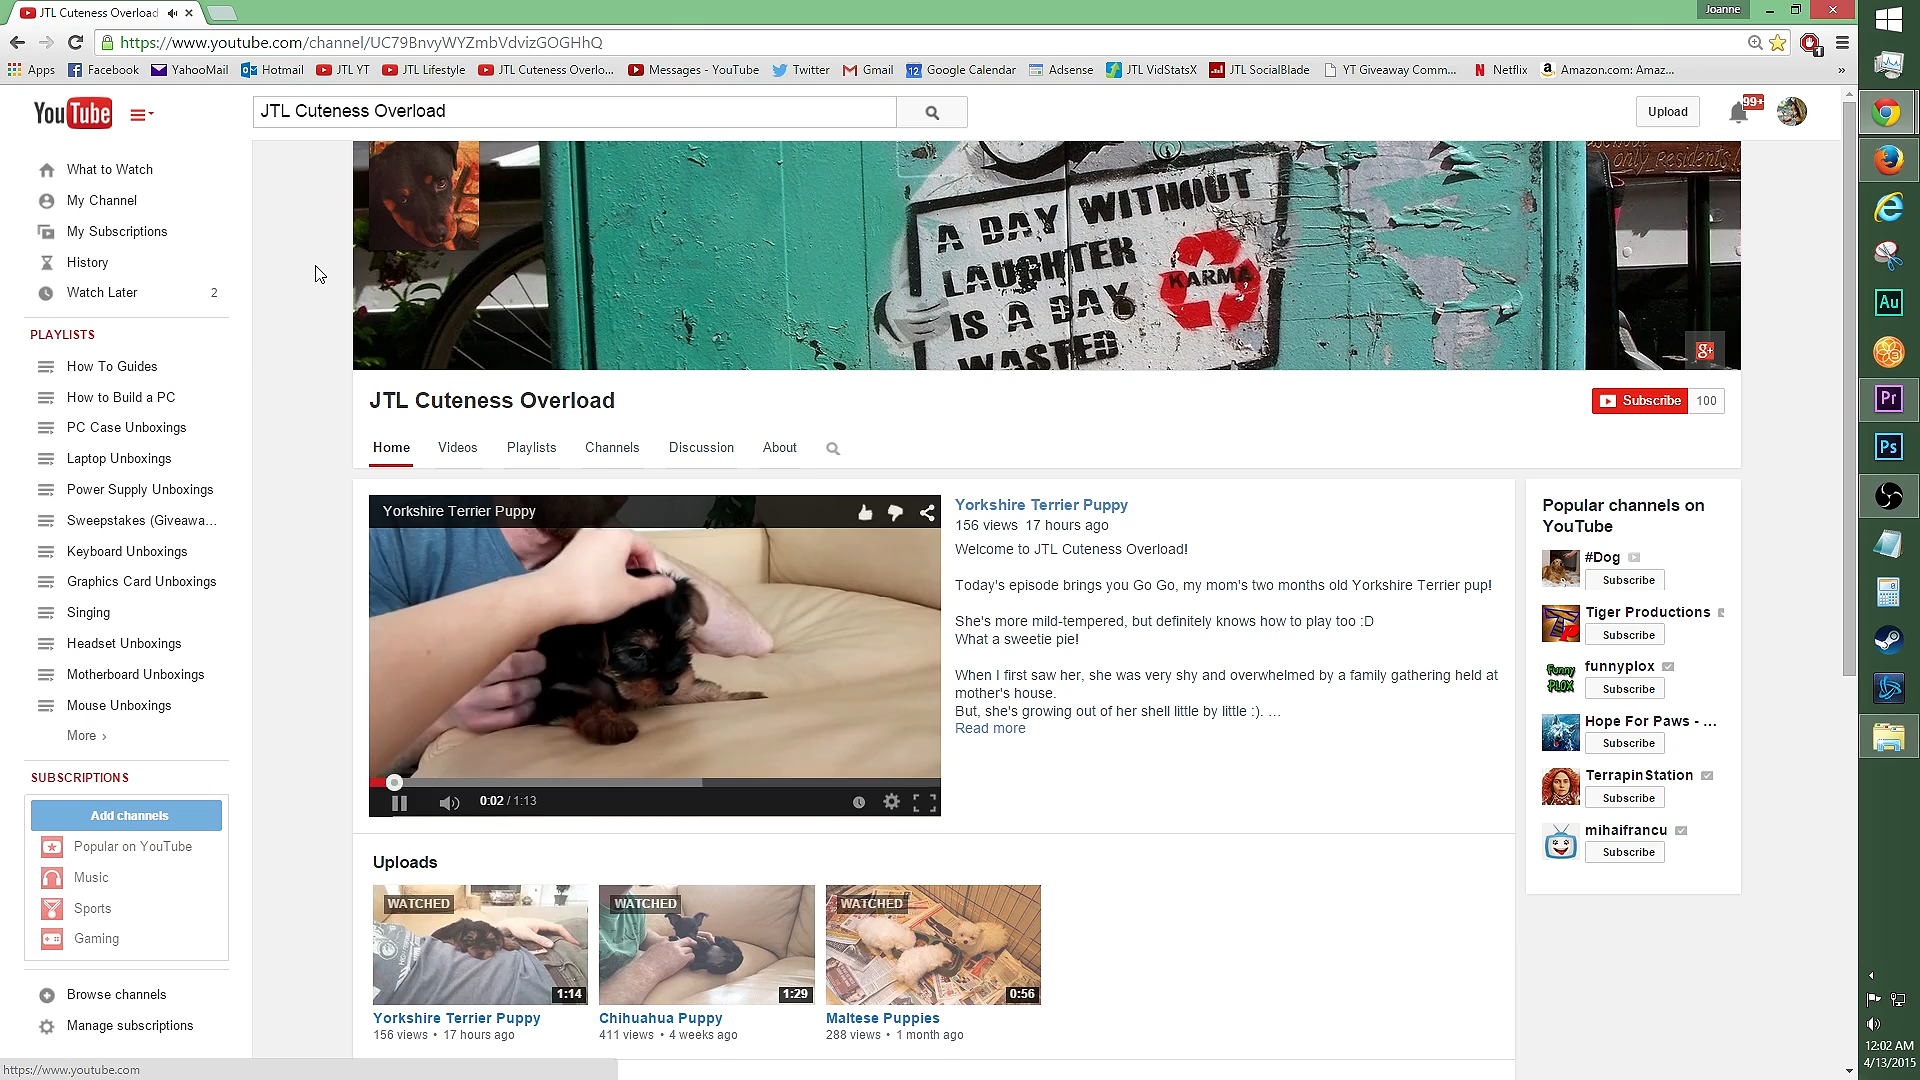 JTL Cuteness Overload
Joanne
https://www.youtube.com/channel/UC79BnvyWYZmbVdvizGOGHhQ
1
Apps
Facebook
YahooMail
Hotmail
JTL YT
JTL Lifestyle
JTL Cuteness Overlo...
Messages - YouTube
Twitter
Gmail
12
Google Calendar
Adsense
JTL VidStatsX
JTL SocialBlade
YT Giveaway Comm...
Netflix
Amazon.com: Amaz...
»
YouTube
JTL Cuteness Overload
Upload
99+
What to Watch
My Channel
My Subscriptions
History
Watch Later 2
PLAYLISTS
How To Guides
How to Build a PC
PC Case Unboxings
Laptop Unboxings
Power Supply Unboxings
Sweepstakes (Giveawa...
Keyboard Unboxings
Graphics Card Unboxings
Singing
Headset Unboxings
Motherboard Unboxings
Mouse Unboxings
More ›
SUBSCRIPTIONS
Add channels
Popular on YouTube
Music
Sports
Gaming
Browse channels
Manage subscriptions
https://www.youtube.com
A DAY WITHOUT
LAUGHTER
IS A DAY
WASTED
KARMA
only Residents
g+
JTL Cuteness Overload
Subscribe 100
Home
Videos
Playlists
Channels
Discussion
About
Yorkshire Terrier Puppy
0:02 / 1:13
Yorkshire Terrier Puppy
156 views 17 hours ago
Welcome to JTL Cuteness Overload!
Today's episode brings you Go Go, my mom's two months old Yorkshire Terrier pup!
She's more mild-tempered, but definitely knows how to play too :D
What a sweetie pie!
When I first saw her, she was very shy and overwhelmed by a family gathering held at
mother's house.
But, she's growing out of her shell little by little :). ...
Read more
Uploads
WATCHED
1:14
Yorkshire Terrier Puppy
156 views • 17 hours ago
WATCHED
1:29
Chihuahua Puppy
411 views • 4 weeks ago
WATCHED
0:56
Maltese Puppies
288 views • 1 month ago
Popular channels on
YouTube
#Dog
Subscribe
Tiger Productions
Subscribe
Funny
PLOX
funnyplox
Subscribe
Hope For Paws - ...
Subscribe
TerrapinStation
Subscribe
mihaifrancu
Subscribe
Au
3
Pr
Ps
12:02 AM
4/13/2015